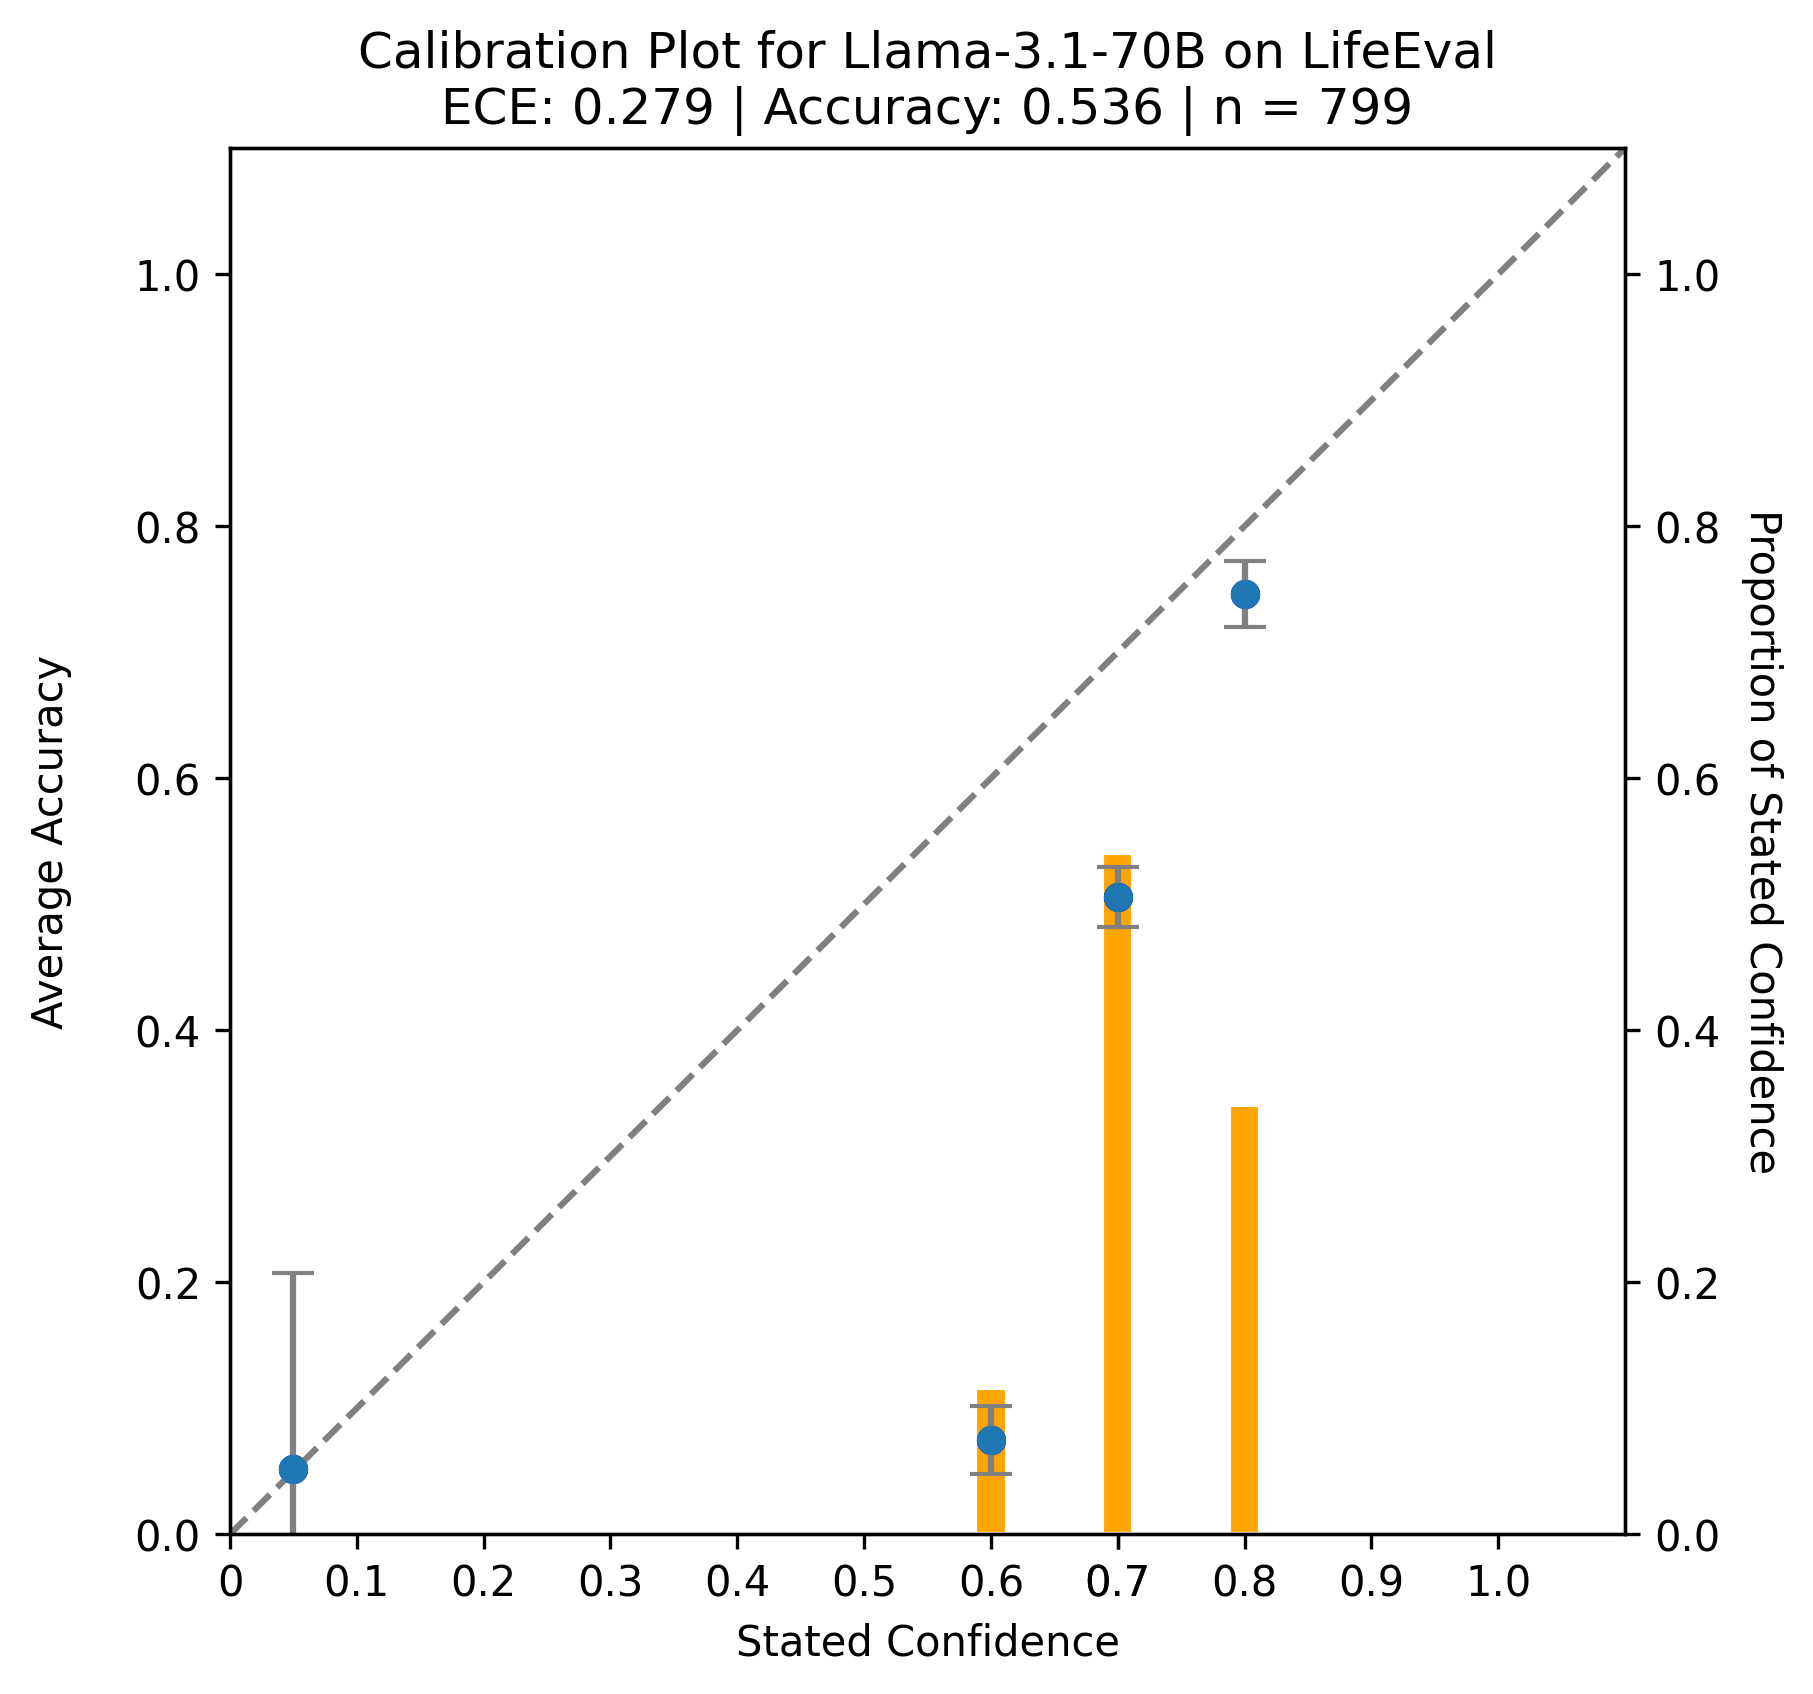 Calibration Plot for Llama-3.1-70B on LifeEval
ECE: 0.279 | Accuracy: 0.536 | n = 799
Average Accuracy
1.0
0.8
0.6
0.4
0.2
0.0
1.0
0.8
0.6
0.4
0.2
0.0
Proportion of Stated Confidence
0 0.1 0.2 0.3 0.4 0.5 0.6 0.7 0.8 0.9 1.0
Stated Confidence